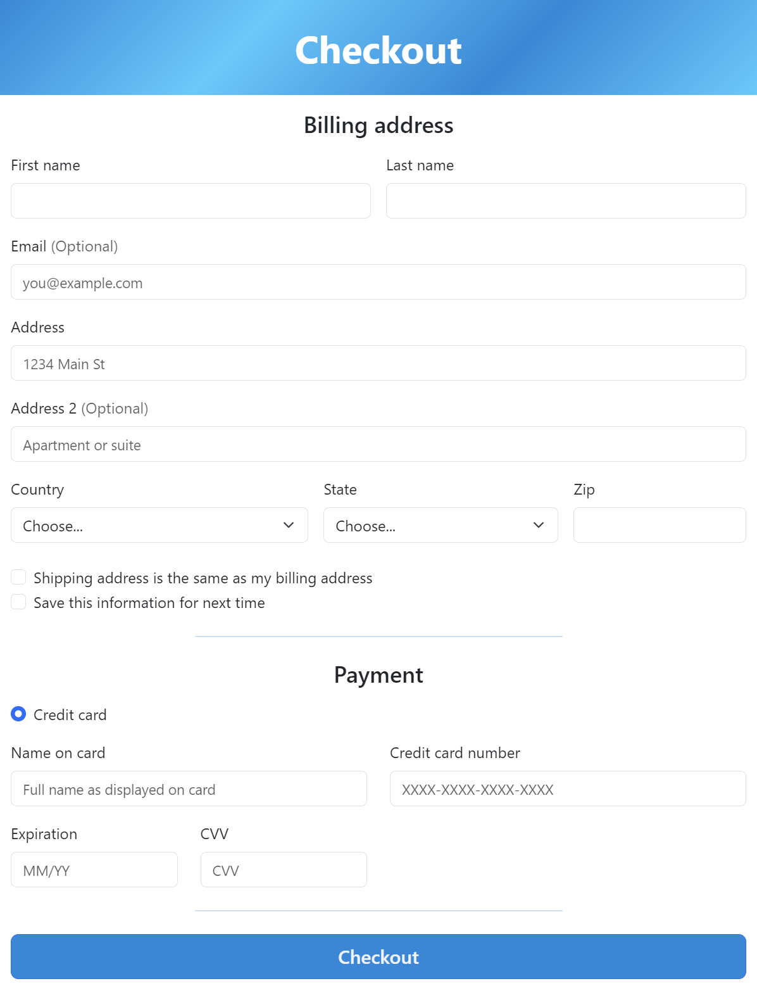 Checkout
Billing address
First name Last name
Email (Optional)
you@example.com
Address
1234 Main St
Address 2 (Optional)
Apartment or suite
Country State Zip
Choose... Choose...
Shipping address is the same as my billing address
Save this information for next time
Payment
Credit card
Name on card Credit card number
Full name as displayed on card XXXX-XXXX-XXXX-XXXX
Expiration CVV
MM/YY CVV
Checkout